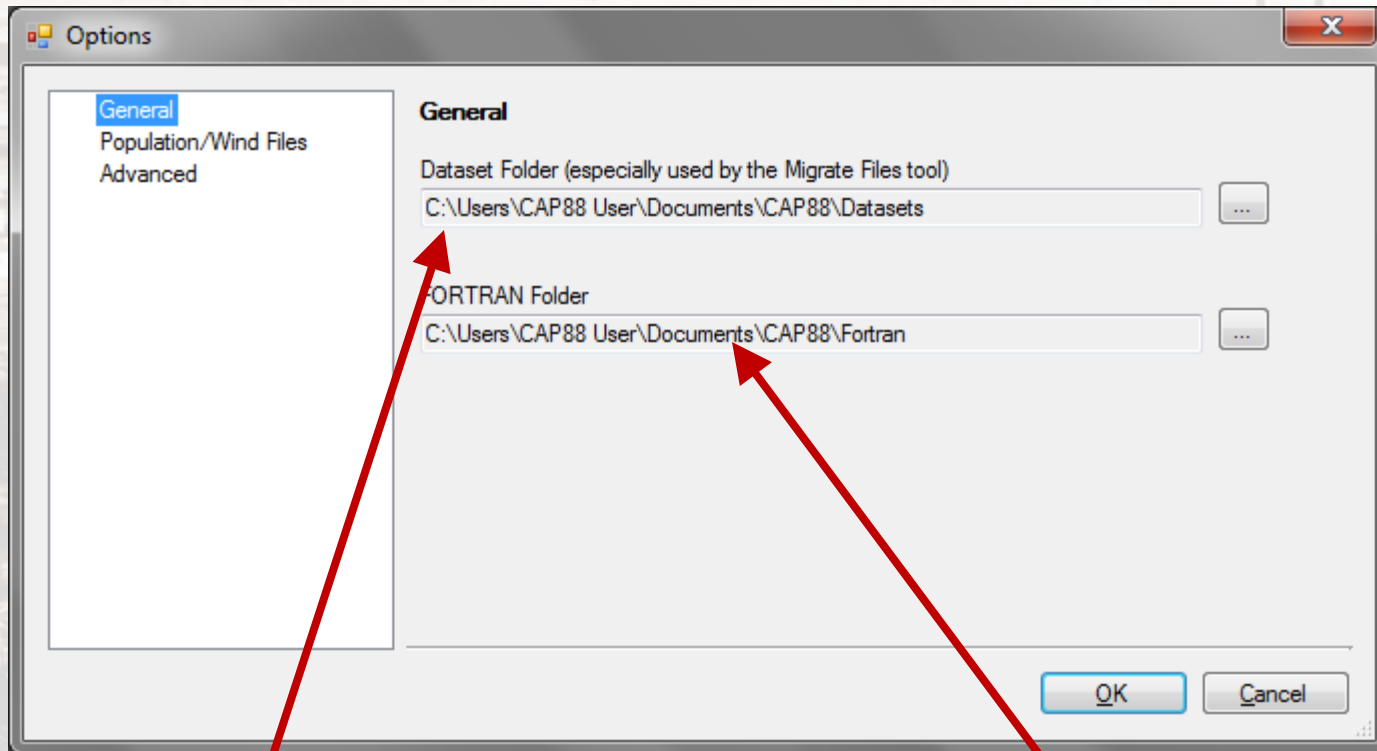 Options
General
Population/Wind Files
Advanced
General
Dataset Folder (especially used by the Migrate Files tool)
C:\Users\CAP88 User\Documents\CAP88\Datasets
...
FORTRAN Folder
C:\Users\CAP88 User\Documents\CAP88\Fortran
...
OK
Cancel